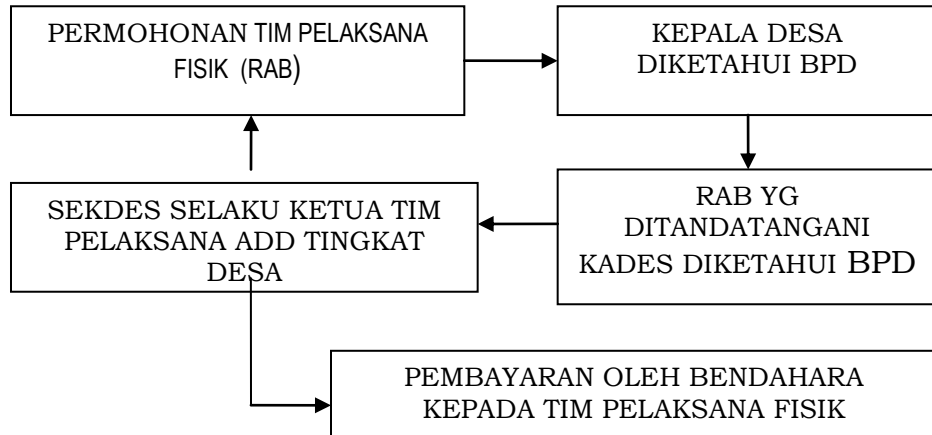 PERMOHONAN TIM PELAKSANA
FISIK (RAB)
KEPALA DESA
DIKETAHUI BPD
RAB YG
DITANDATANGANI
KADES DIKETAHUI BPD
SEKDES SELAKU KETUA TIM
PELAKSANA ADD TINGKAT
DESA
PEMBAYARAN OLEH BENDAHARA
KEPADA TIM PELAKSANA FISIK